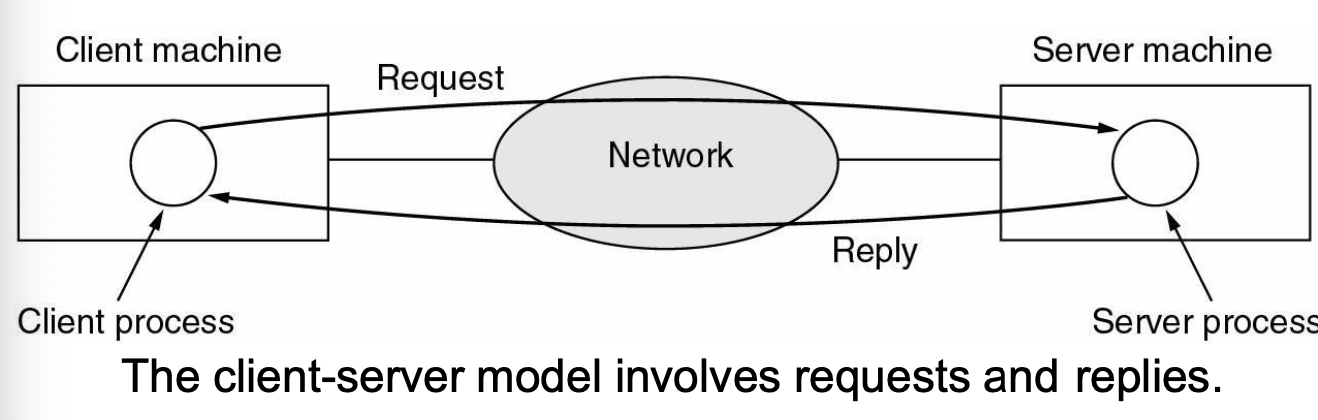 Client machine
Server machine
Request
Network
Reply
Client process
Server process
The client-server model involves requests and replies.